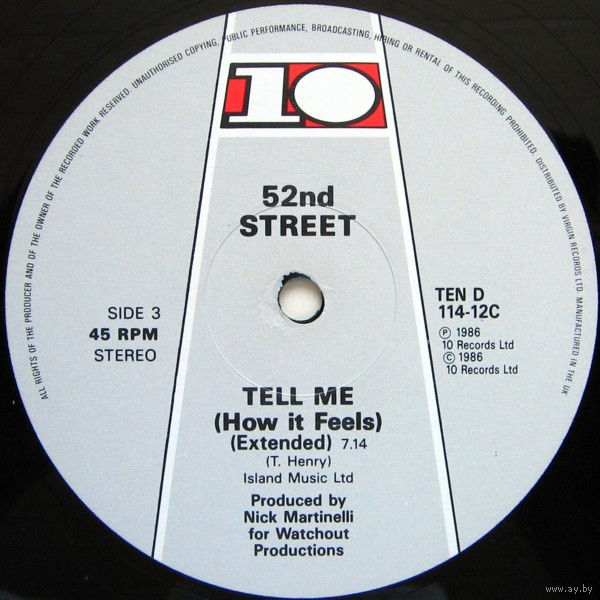 ALL RIGHTS OF THE PRODUCER AND OF THE OWNER OF THE RECORDED WORK RESERVED. UNAUTHORISED COPYING, PUBLIC PERFORMANCE, BROADCASTING, HIRING OR RENTAL OF THIS RECORDING PROHIBITED. DISTRIBUTED BY VIRGIN RECORDS LTD. MANUFACTURED IN THE UK
10
52nd
STREET
SIDE 3
45 RPM
STEREO
TEN D
114-12C
℗ 1986
10 Records Ltd
© 1986
10 Records Ltd
TELL ME
(How it Feels)
(Extended) 7.14
(T. Henry)
Island Music Ltd
Produced by
Nick Martinelli
for Watchout
Productions
www.ay.by